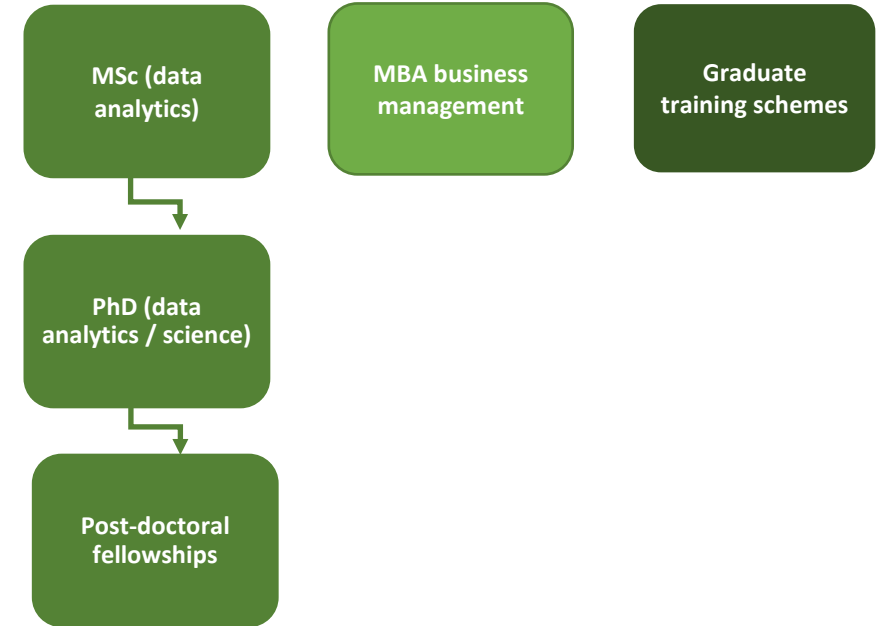 MSc (data
analytics)
MBA business
management
Graduate
training schemes
PhD (data
analytics / science)
Post-doctoral
fellowships